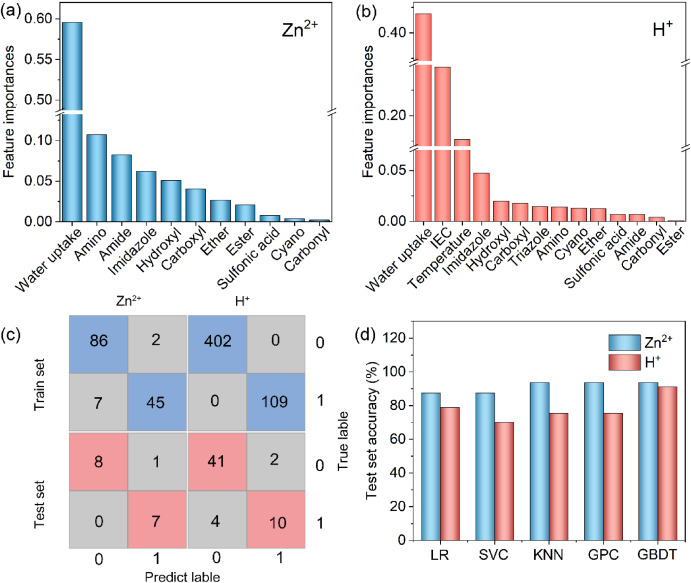 (a)
Zn2+
Feature importances
0.60
0.50
0.10
0.05
0.00
Water uptake
Amino
Amide
Imidazole
Hydroxyl
Carboxyl
Ether
Ester
Sulfonic acid
Cyano
Carbonyl
(b)
H+
Feature importances
0.40
0.20
0.05
0.00
Water uptake
IEC
Temperature
Imidazole
Hydroxyl
Carboxyl
Triazole
Amino
Cyano
Ether
Sulfonic acid
Amide
Carbonyl
Ester
(c)
Zn2+ H+
Train set
Test set
86 2 402 0 0
7 45 0 109 1
8 1 41 2 0
0 7 4 10 1
0 1 0 1
Predict lable
True lable
(d)
Zn2+
H+
Test set accuracy (%)
120
100
80
60
40
20
0
LR SVC KNN GPC GBDT